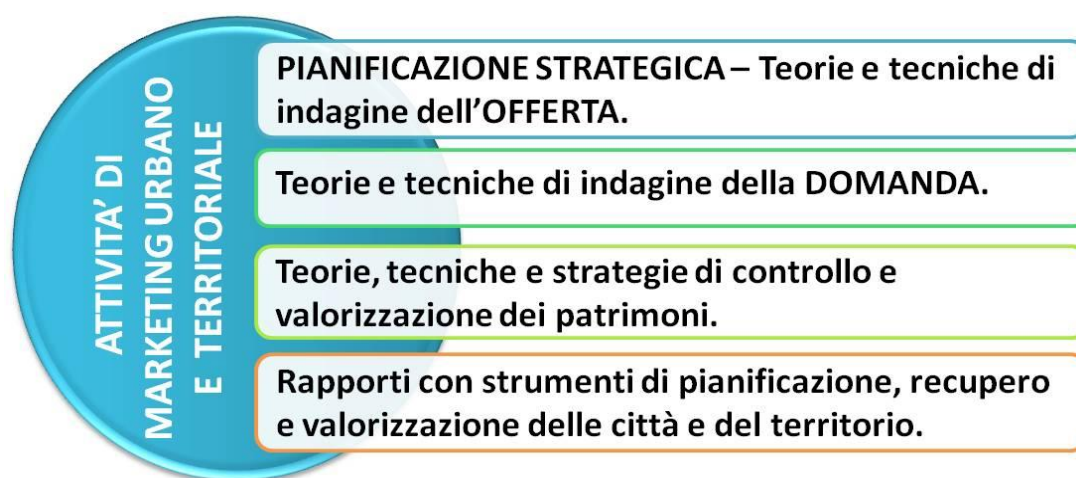 ATTIVITA' DI
MARKETING URBANO
E TERRITORIALE
PIANIFICAZIONE STRATEGICA – Teorie e tecniche di
indagine dell'OFFERTA.
Teorie e tecniche di indagine della DOMANDA.
Teorie, tecniche e strategie di controllo e
valorizzazione dei patrimoni.
Rapporti con strumenti di pianificazione, recupero
e valorizzazione delle città e del territorio.